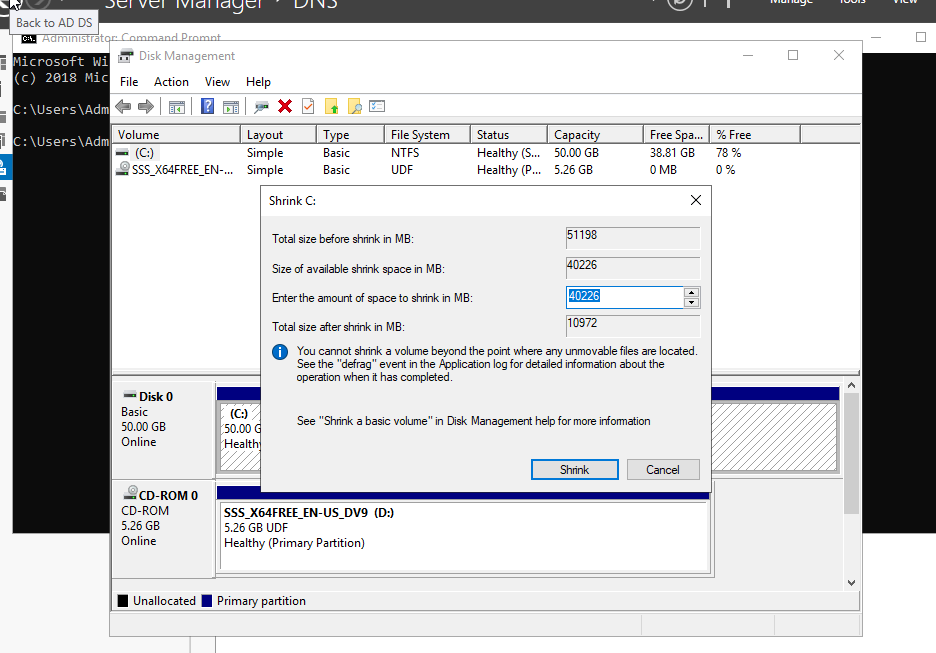 Server Manager · DNS
Manage Tools View
Back to AD DS
Administrator: Command Prompt
Microsoft Wi
(c) 2018 Mic
C:\Users\Adm
C:\Users\Adm
Disk Management
File Action View Help
Volume Layout Type File System Status Capacity Free Spa... % Free
(C:) Simple Basic NTFS Healthy (S... 50.00 GB 38.81 GB 78 %
SSS_X64FREE_EN-... Simple Basic UDF Healthy (P... 5.26 GB 0 MB 0 %
Shrink C:
Total size before shrink in MB: 51198
Size of available shrink space in MB: 40226
Enter the amount of space to shrink in MB: 40226
Total size after shrink in MB: 10972
You cannot shrink a volume beyond the point where any unmovable files are located.
See the "defrag" event in the Application log for detailed information about the
operation when it has completed.
See "Shrink a basic volume" in Disk Management help for more information
Shrink Cancel
Disk 0
Basic
50.00 GB
Online
(C:)
50.00 G
Healthy
CD-ROM 0
CD-ROM
5.26 GB
Online
SSS_X64FREE_EN-US_DV9 (D:)
5.26 GB UDF
Healthy (Primary Partition)
Unallocated Primary partition